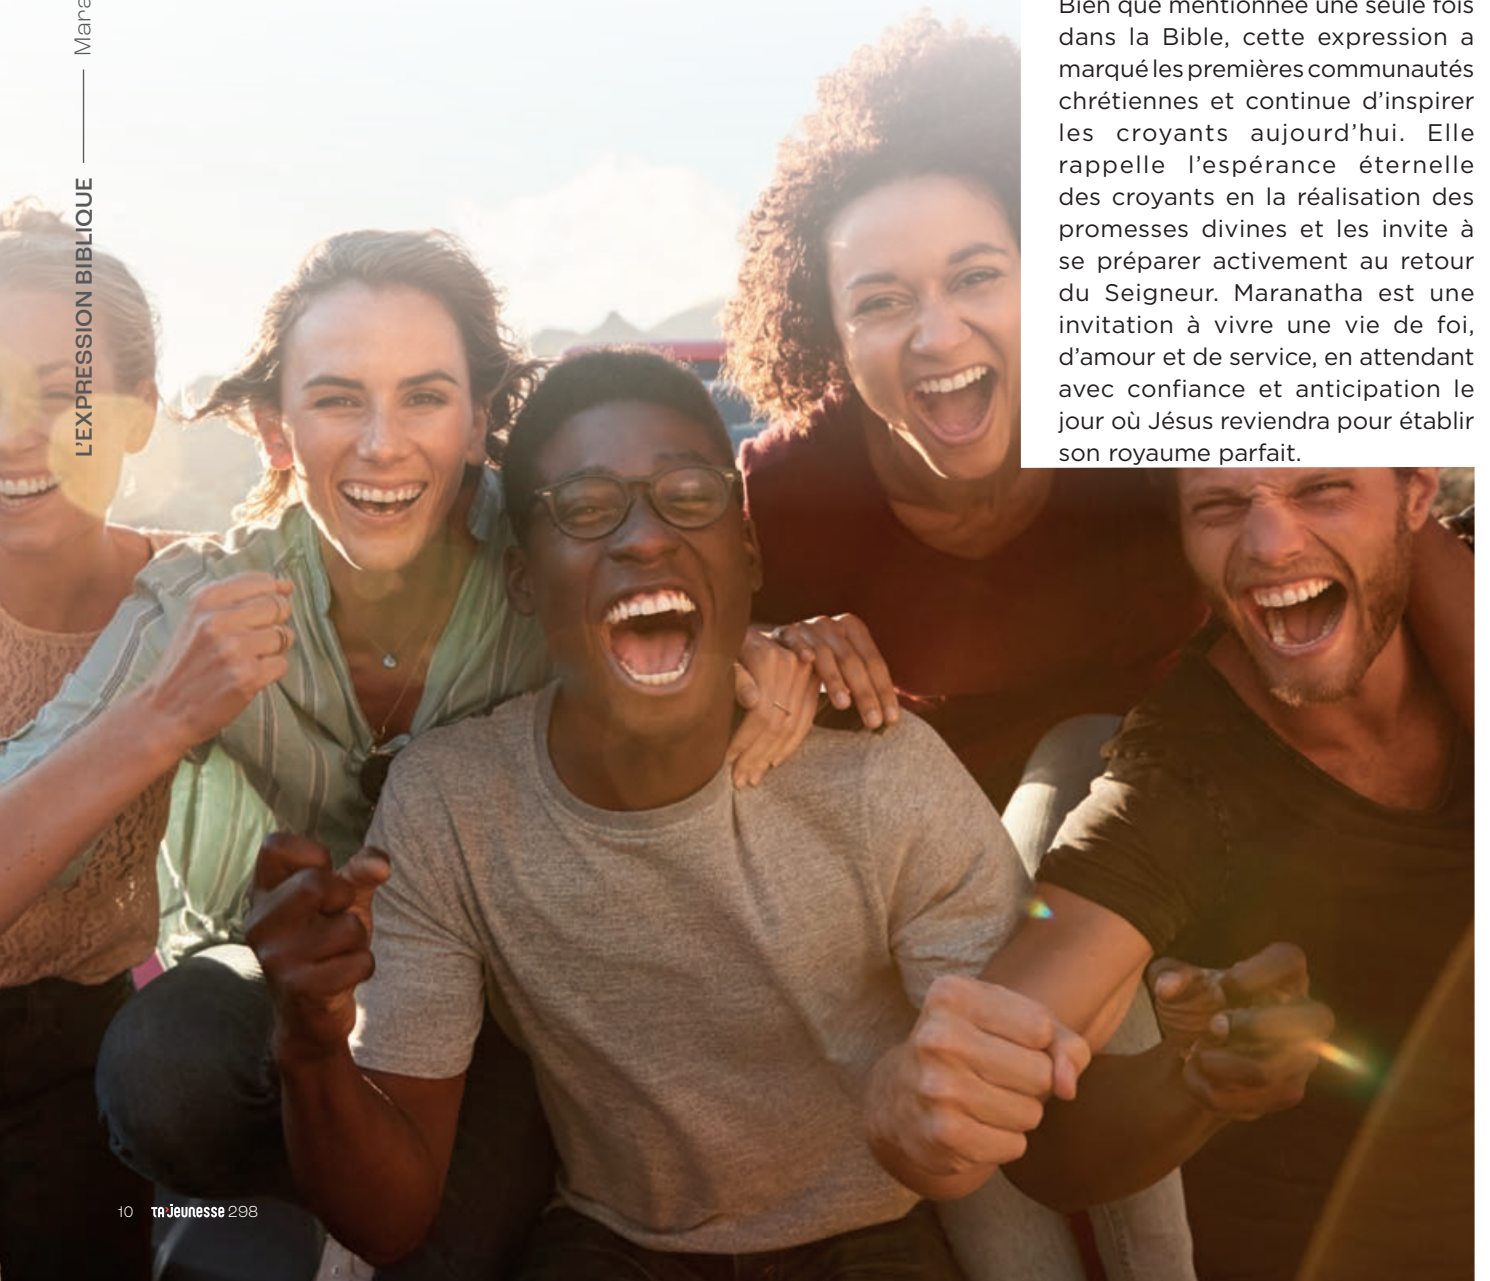 Mara
L'EXPRESSION BIBLIQUE
Bien que mentionnée une seule fois
dans la Bible, cette expression a
marqué les premières communautés
chrétiennes et continue d’inspirer
les croyants aujourd’hui. Elle
rappelle l’espérance éternelle
des croyants en la réalisation des
promesses divines et les invite à
se préparer activement au retour
du Seigneur. Maranatha est une
invitation à vivre une vie de foi,
d’amour et de service, en attendant
avec confiance et anticipation le
jour où Jésus reviendra pour établir
son royaume parfait.
10 TA JEUNESSE 298